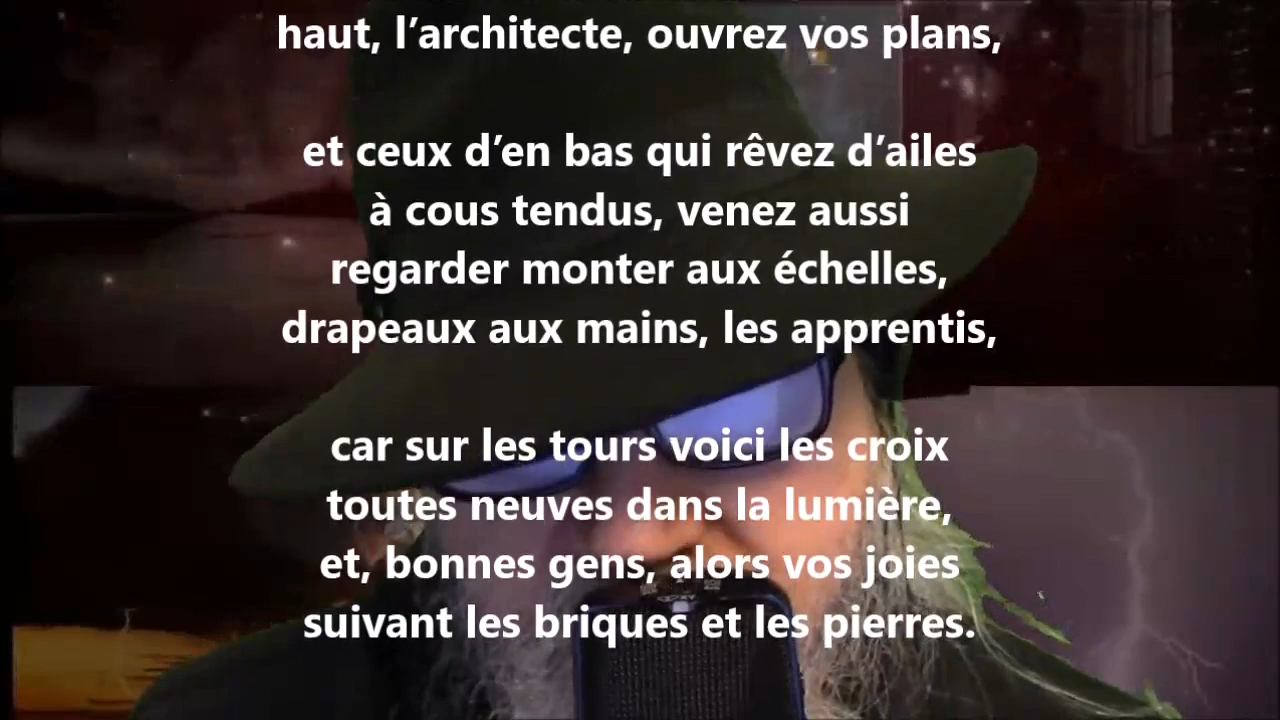 haut, l’architecte, ouvrez vos plans,
et ceux d’en bas qui rêvez d’ailes
à cous tendus, venez aussi
regarder monter aux échelles,
drapeaux aux mains, les apprentis,
car sur les tours voici les croix
toutes neuves dans la lumière,
et, bonnes gens, alors vos joies
suivant les briques et les pierres.